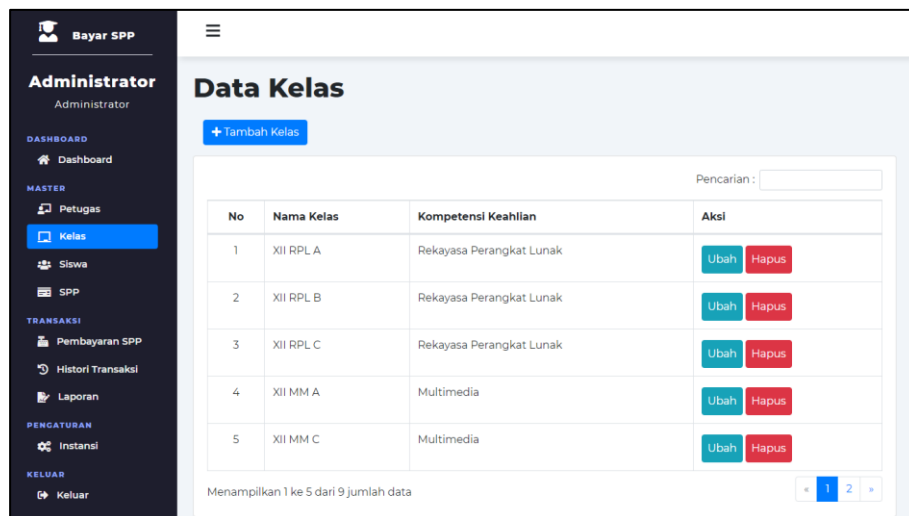 Bayar SPP
Administrator
Administrator
DASHBOARD
Dashboard
MASTER
Petugas
Kelas
Siswa
SPP
TRANSAKSI
Pembayaran SPP
Histori Transaksi
Laporan
PENGATURAN
Instansi
KELUAR
Keluar
Data Kelas
+ Tambah Kelas
Pencarian :
No Nama Kelas Kompetensi Keahlian Aksi
1 XII RPL A Rekayasa Perangkat Lunak Ubah Hapus
2 XII RPL B Rekayasa Perangkat Lunak Ubah Hapus
3 XII RPL C Rekayasa Perangkat Lunak Ubah Hapus
4 XII MM A Multimedia Ubah Hapus
5 XII MM C Multimedia Ubah Hapus
Menampilkan 1 ke 5 dari 9 jumlah data « 1 2 »